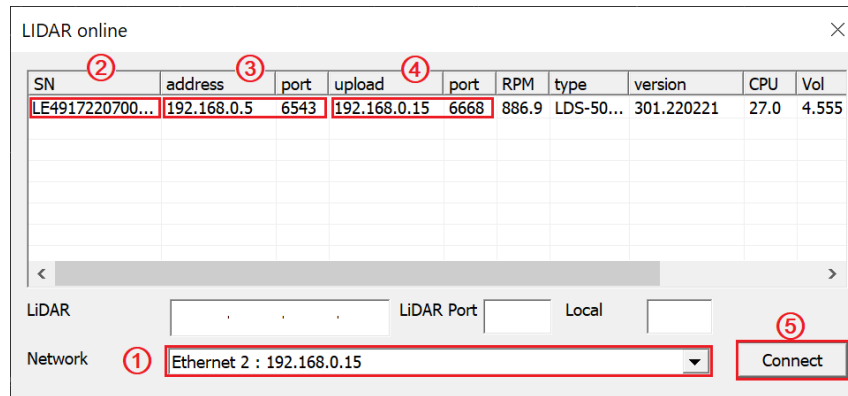 LIDAR online
② ③ ④
SN address port upload port RPM type version CPU Vol
LE4917220700... 192.168.0.5 6543 192.168.0.15 6668 886.9 LDS-50... 301.220221 27.0 4.555
LiDAR . . . LiDAR Port Local
⑤
Network ① Ethernet 2 : 192.168.0.15 Connect